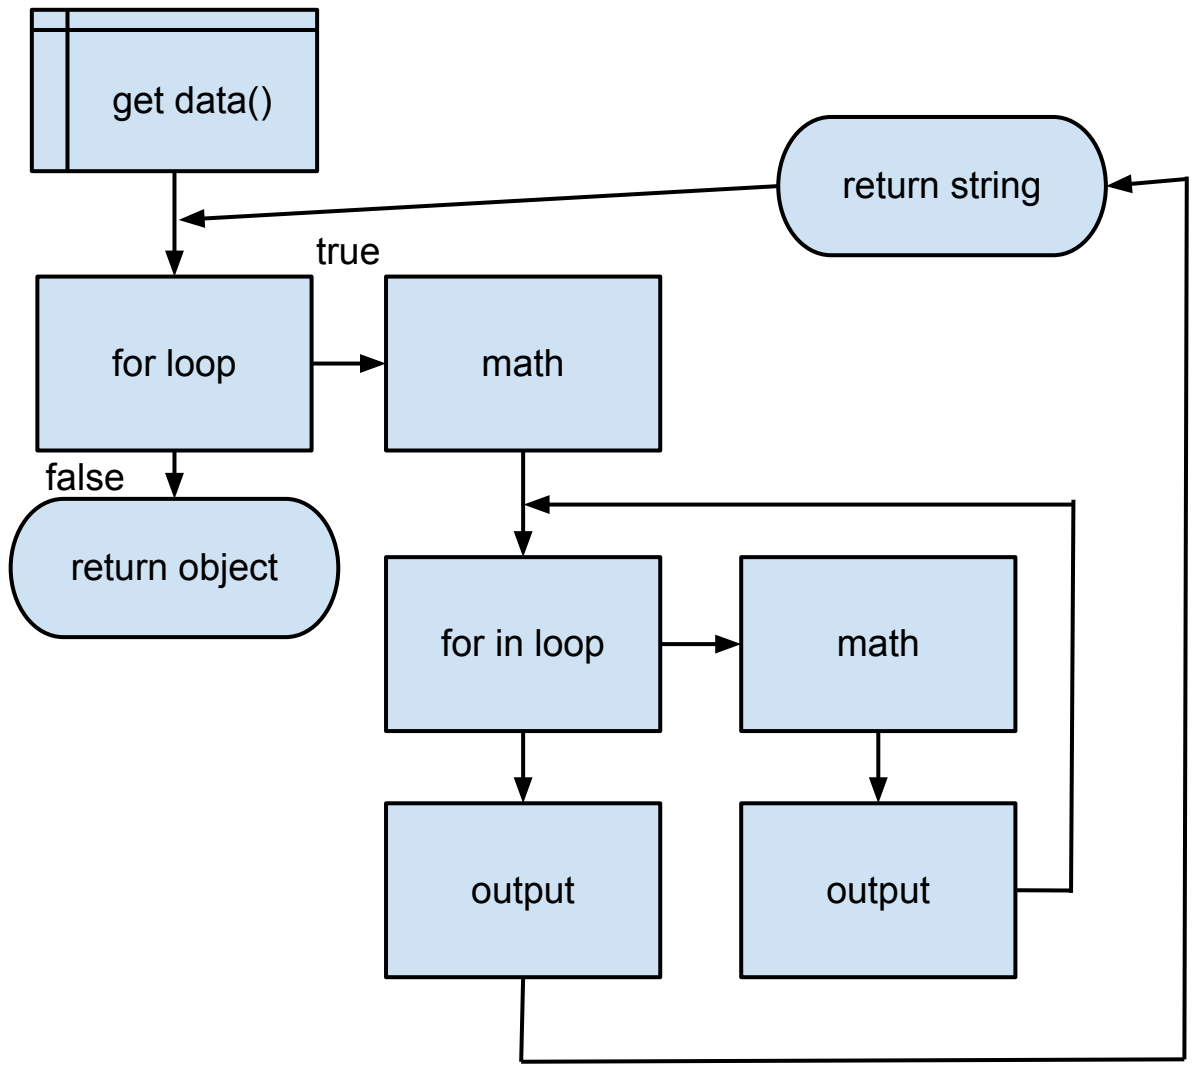 get data()
return string
true
for loop
math
false
return object
for in loop
math
output
output